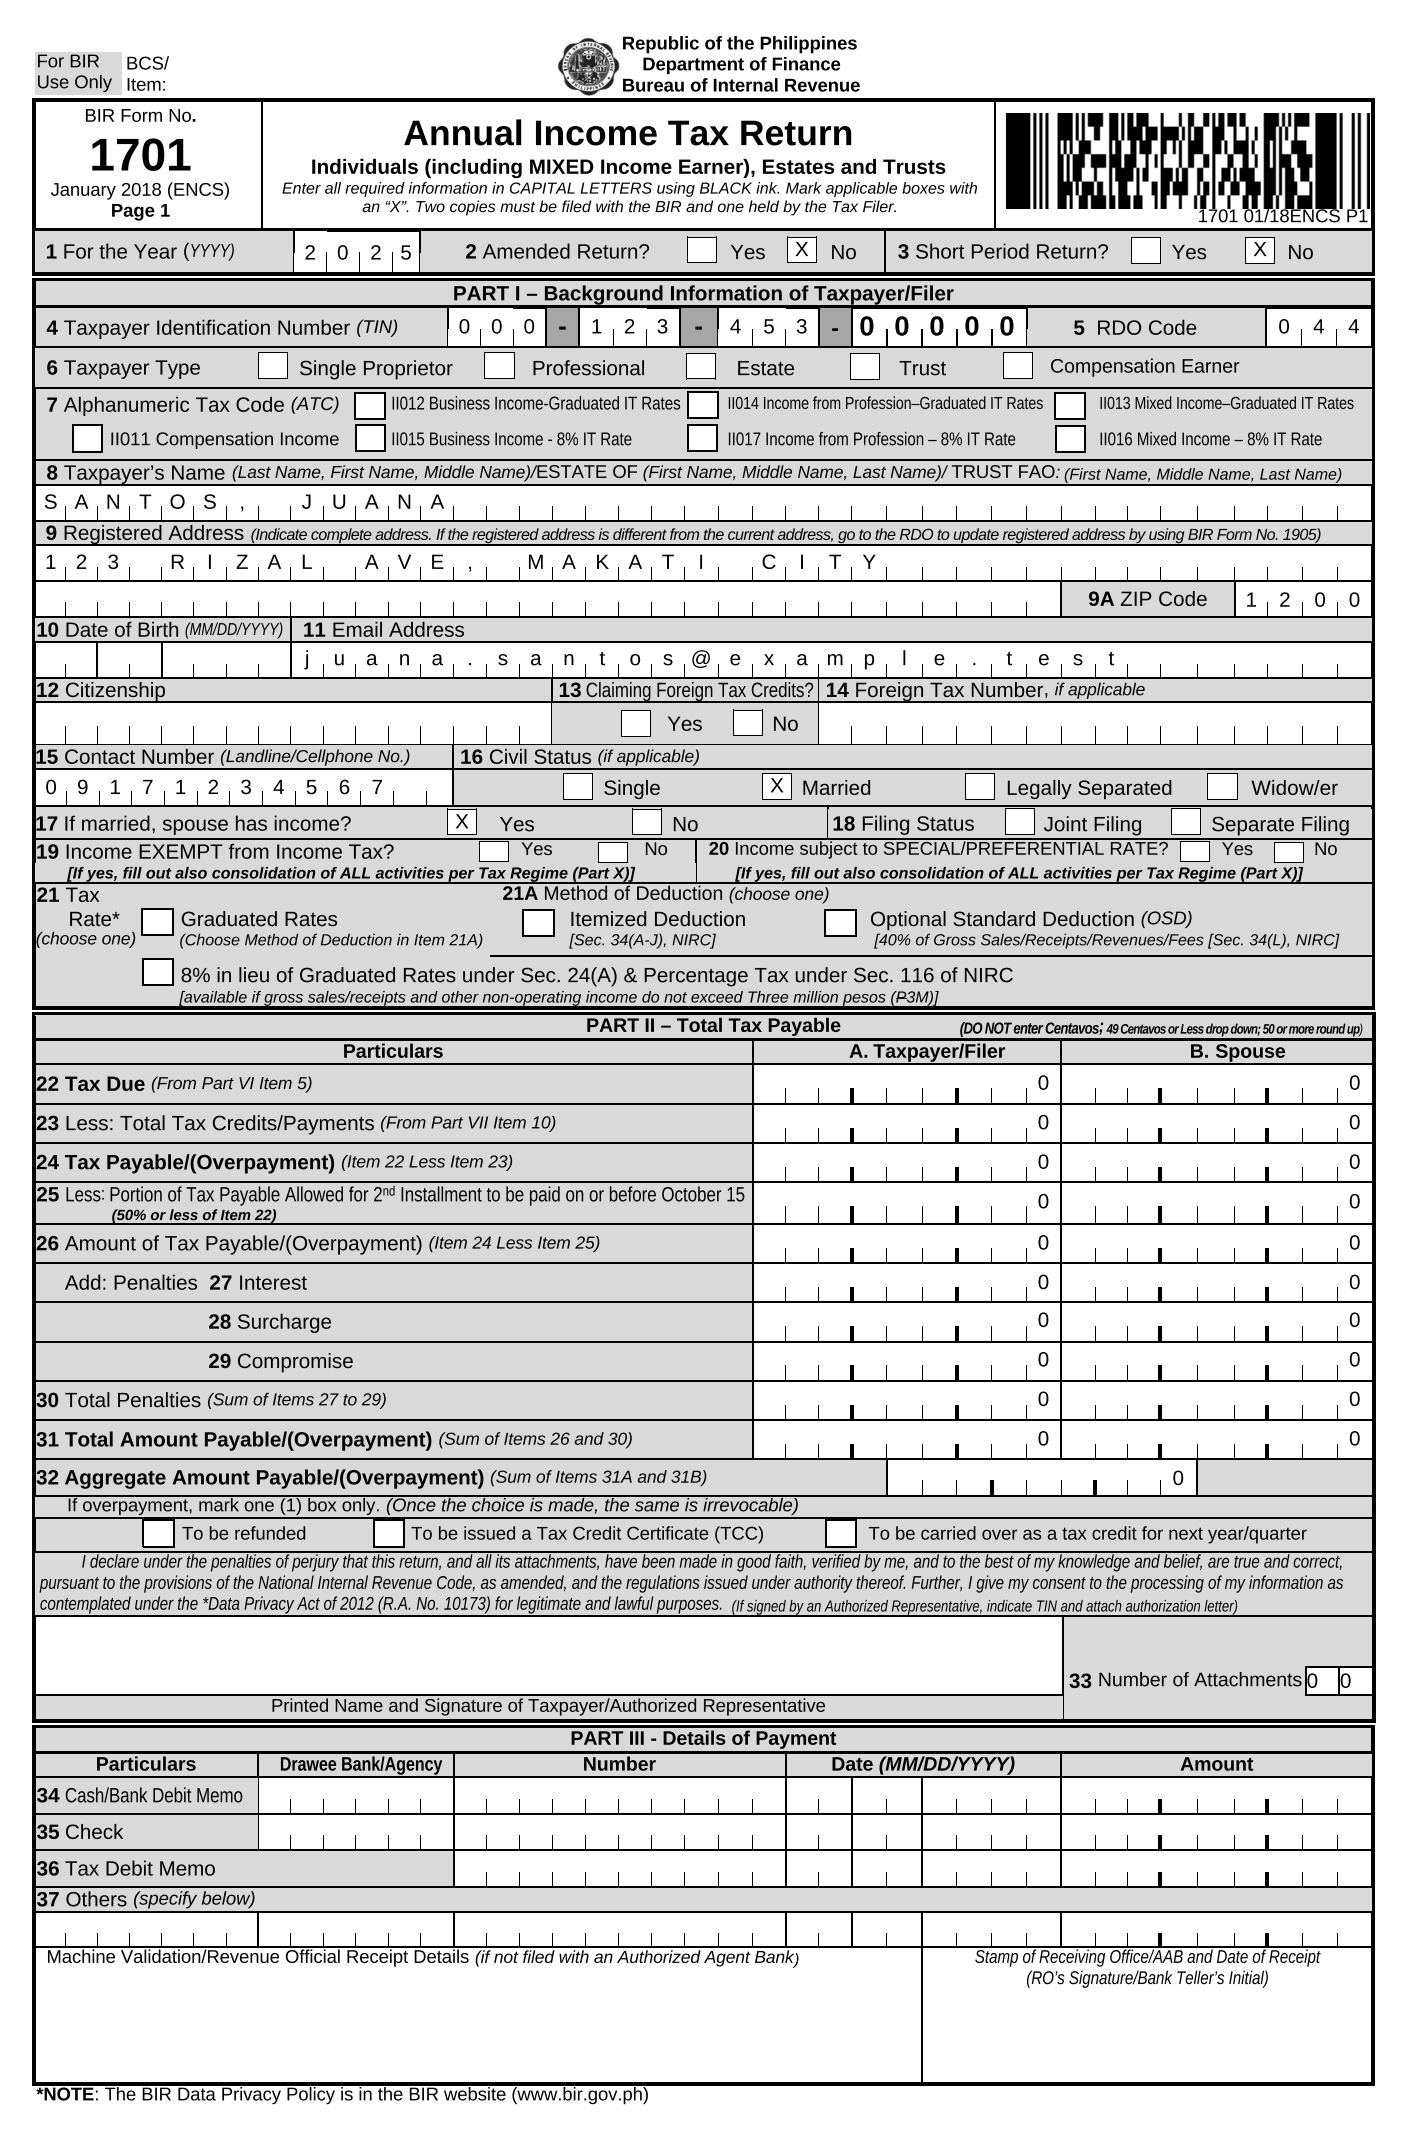 For BIR Use Only
BCS/ Item:
Republic of the Philippines
Department of Finance
Bureau of Internal Revenue
BIR Form No.
1701
January 2018 (ENCS)
Page 1
Annual Income Tax Return
Individuals (including MIXED Income Earner), Estates and Trusts
Enter all required information in CAPITAL LETTERS using BLACK ink. Mark applicable boxes with
an “X”. Two copies must be filed with the BIR and one held by the Tax Filer.
1701 01/18ENCS P1
1 For the Year (YYYY) 2 0 2 5 2 Amended Return? Yes X No 3 Short Period Return? Yes X No
PART I – Background Information of Taxpayer/Filer
4 Taxpayer Identification Number (TIN) 0 0 0 - 1 2 3 - 4 5 3 - 0 0 0 0 0 5 RDO Code 0 4 4
6 Taxpayer Type Single Proprietor Professional Estate Trust Compensation Earner
7 Alphanumeric Tax Code (ATC) II012 Business Income-Graduated IT Rates II014 Income from Profession–Graduated IT Rates II013 Mixed Income–Graduated IT Rates
II011 Compensation Income II015 Business Income - 8% IT Rate II017 Income from Profession – 8% IT Rate II016 Mixed Income – 8% IT Rate
8 Taxpayer’s Name (Last Name, First Name, Middle Name)/ESTATE OF (First Name, Middle Name, Last Name)/ TRUST FAO: (First Name, Middle Name, Last Name)
S A N T O S , J U A N A
9 Registered Address (Indicate complete address. If the registered address is different from the current address, go to the RDO to update registered address by using BIR Form No. 1905)
1 2 3 R I Z A L A V E , M A K A T I C I T Y
9A ZIP Code 1 2 0 0
10 Date of Birth (MM/DD/YYYY) 11 Email Address
j u a n a . s a n t o s @ e x a m p l e . t e s t
12 Citizenship 13 Claiming Foreign Tax Credits? 14 Foreign Tax Number, if applicable
Yes No
15 Contact Number (Landline/Cellphone No.) 16 Civil Status (if applicable)
0 9 1 7 1 2 3 4 5 6 7 Single X Married Legally Separated Widow/er
17 If married, spouse has income? X Yes No 18 Filing Status Joint Filing Separate Filing
19 Income EXEMPT from Income Tax? Yes No 20 Income subject to SPECIAL/PREFERENTIAL RATE? Yes No
[If yes, fill out also consolidation of ALL activities per Tax Regime (Part X)] [If yes, fill out also consolidation of ALL activities per Tax Regime (Part X)]
21 Tax 21A Method of Deduction (choose one)
Rate* Graduated Rates Itemized Deduction Optional Standard Deduction (OSD)
(choose one) (Choose Method of Deduction in Item 21A) [Sec. 34(A-J), NIRC] [40% of Gross Sales/Receipts/Revenues/Fees [Sec. 34(L), NIRC]
8% in lieu of Graduated Rates under Sec. 24(A) & Percentage Tax under Sec. 116 of NIRC
[available if gross sales/receipts and other non-operating income do not exceed Three million pesos (₱3M)]
PART II – Total Tax Payable (DO NOT enter Centavos; 49 Centavos or Less drop down; 50 or more round up)
Particulars A. Taxpayer/Filer B. Spouse
22 Tax Due (From Part VI Item 5) 0 0
23 Less: Total Tax Credits/Payments (From Part VII Item 10) 0 0
24 Tax Payable/(Overpayment) (Item 22 Less Item 23) 0 0
25 Less: Portion of Tax Payable Allowed for 2nd Installment to be paid on or before October 15 0 0
(50% or less of Item 22)
26 Amount of Tax Payable/(Overpayment) (Item 24 Less Item 25) 0 0
Add: Penalties 27 Interest 0 0
28 Surcharge 0 0
29 Compromise 0 0
30 Total Penalties (Sum of Items 27 to 29) 0 0
31 Total Amount Payable/(Overpayment) (Sum of Items 26 and 30) 0 0
32 Aggregate Amount Payable/(Overpayment) (Sum of Items 31A and 31B) 0
If overpayment, mark one (1) box only. (Once the choice is made, the same is irrevocable)
To be refunded To be issued a Tax Credit Certificate (TCC) To be carried over as a tax credit for next year/quarter
I declare under the penalties of perjury that this return, and all its attachments, have been made in good faith, verified by me, and to the best of my knowledge and belief, are true and correct,
pursuant to the provisions of the National Internal Revenue Code, as amended, and the regulations issued under authority thereof. Further, I give my consent to the processing of my information as
contemplated under the *Data Privacy Act of 2012 (R.A. No. 10173) for legitimate and lawful purposes. (If signed by an Authorized Representative, indicate TIN and attach authorization letter)
33 Number of Attachments 0 0
Printed Name and Signature of Taxpayer/Authorized Representative
PART III - Details of Payment
Particulars Drawee Bank/Agency Number Date (MM/DD/YYYY) Amount
34 Cash/Bank Debit Memo
35 Check
36 Tax Debit Memo
37 Others (specify below)
Machine Validation/Revenue Official Receipt Details (if not filed with an Authorized Agent Bank) Stamp of Receiving Office/AAB and Date of Receipt
(RO’s Signature/Bank Teller’s Initial)
*NOTE: The BIR Data Privacy Policy is in the BIR website (www.bir.gov.ph)